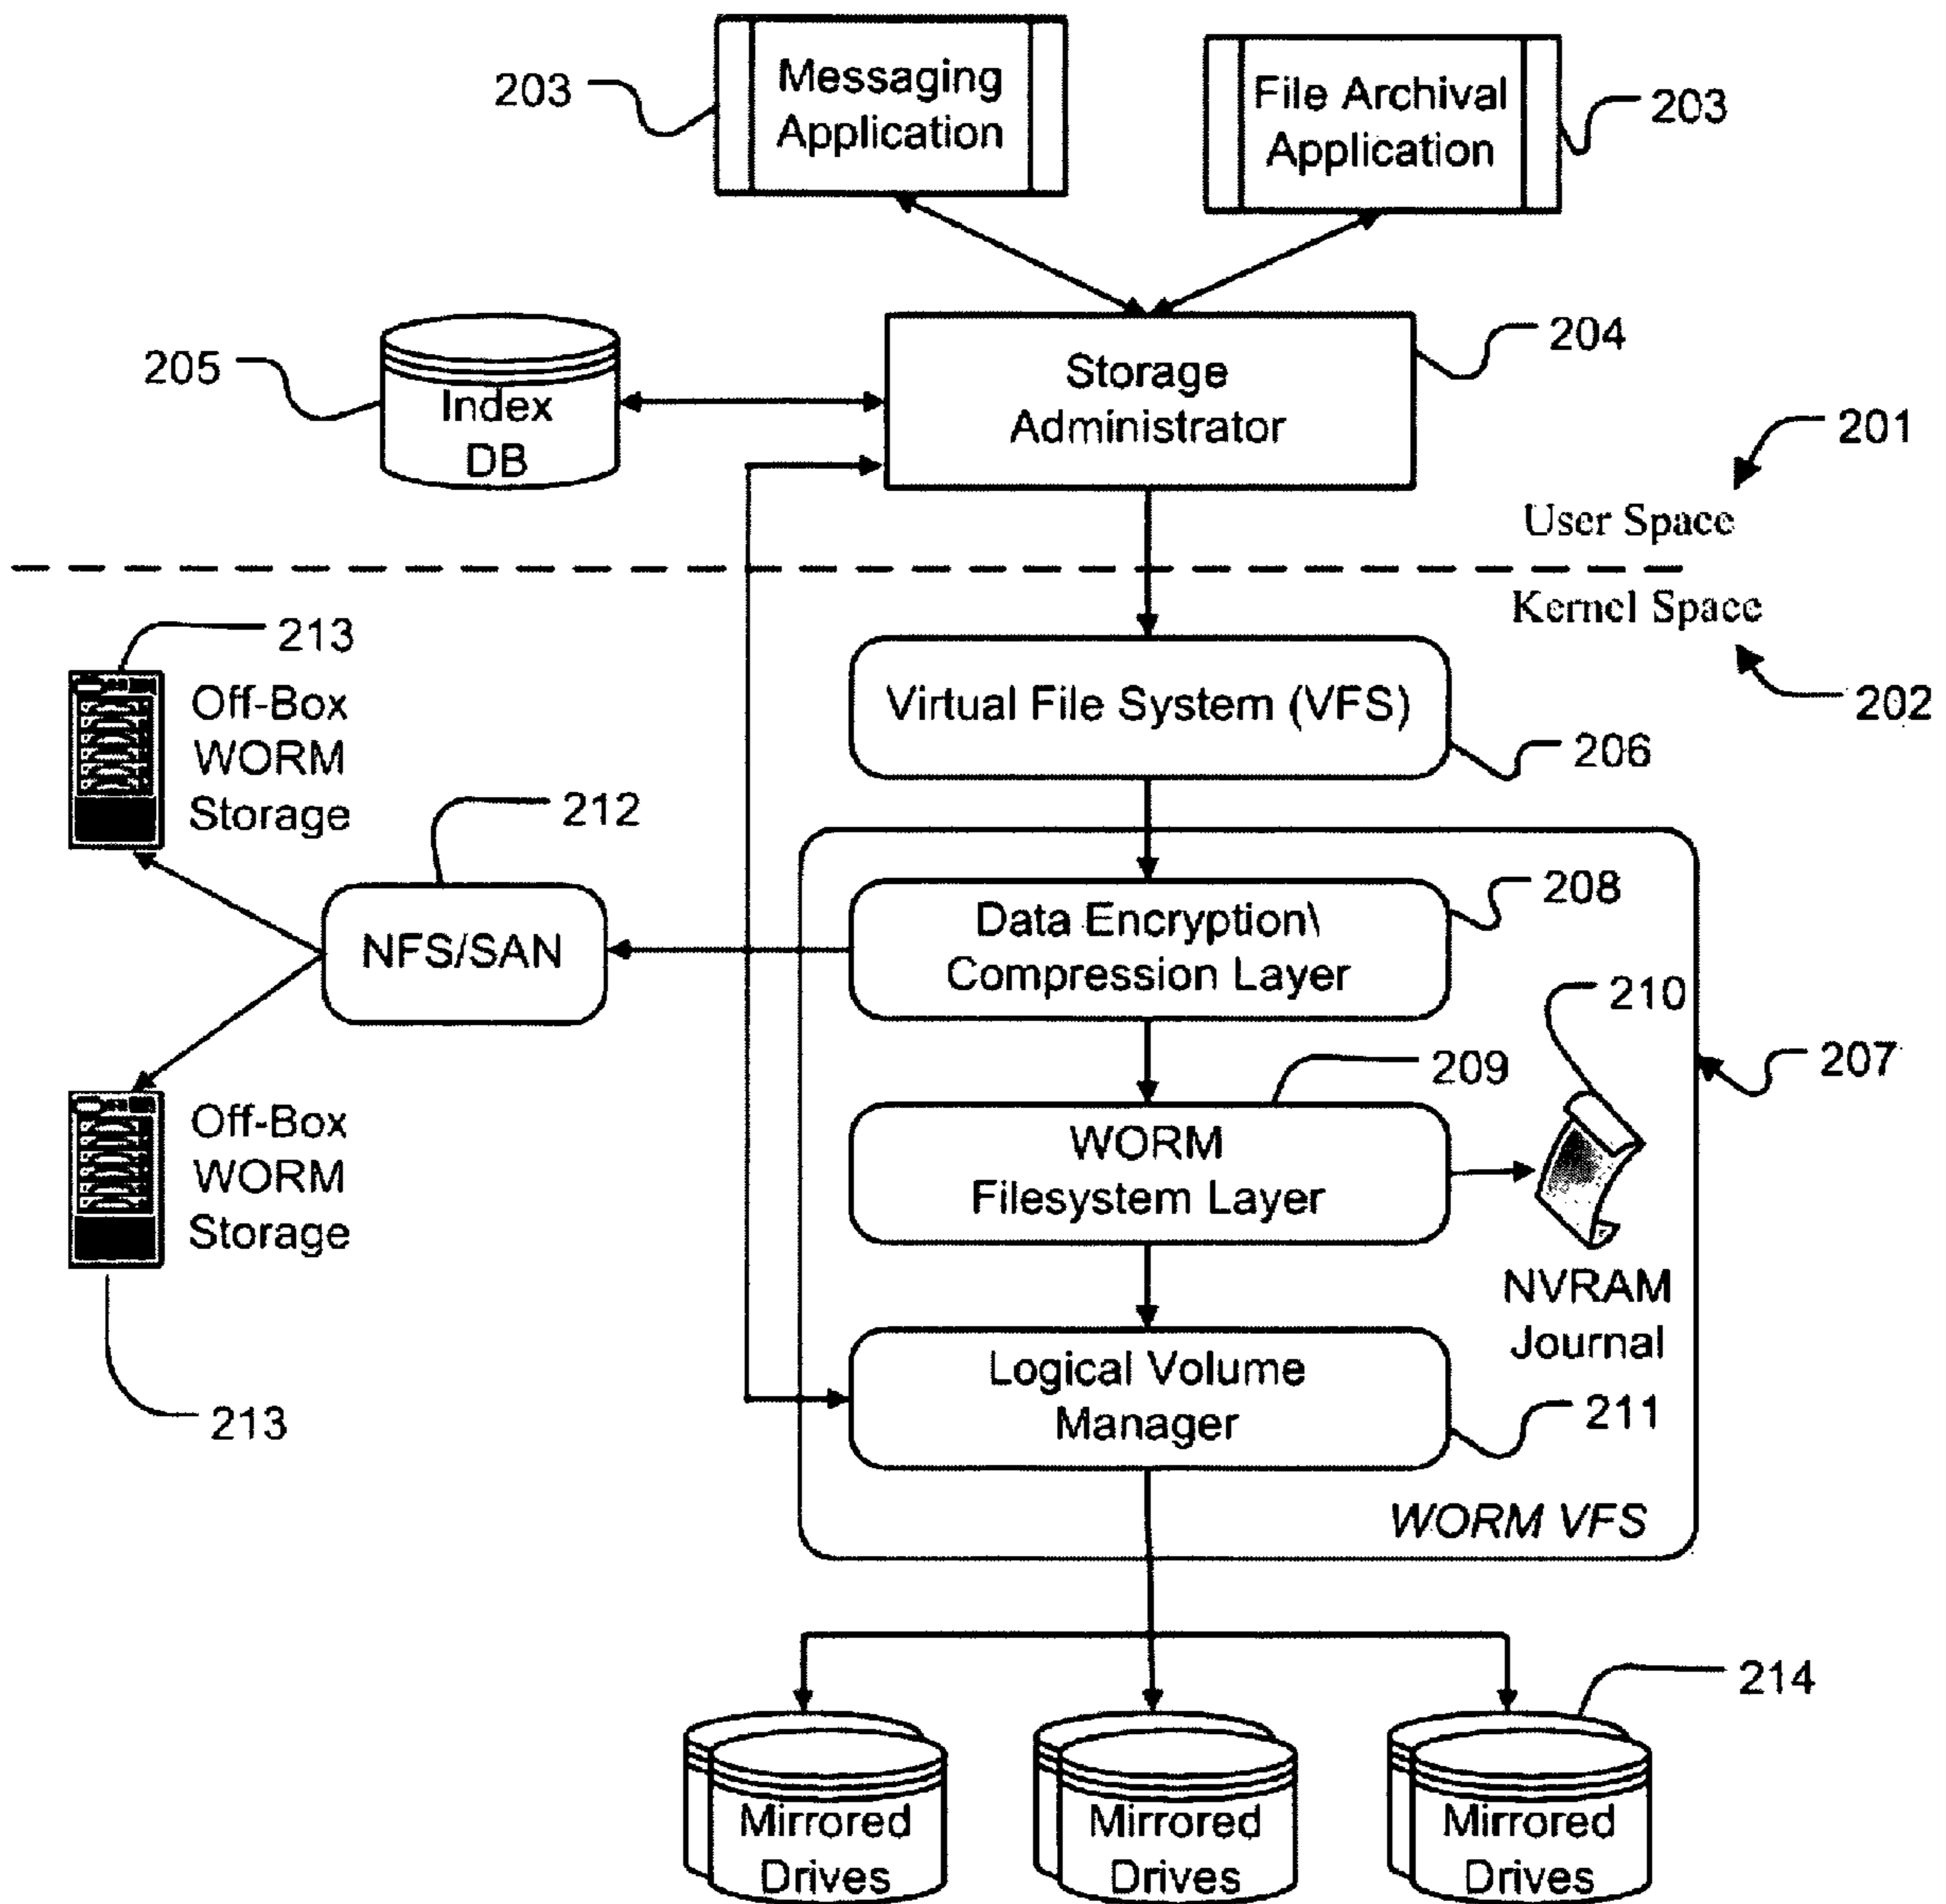 Messaging
Application
203
File Archival
Application
203
204
Storage
Administrator
205
Index
DB
201
User Space
Kernel Space
202
213
Off-Box
WORM
Storage
Virtual File System (VFS)
206
212
NFS/SAN
208
Data Encryption\
Compression Layer
210
209
207
WORM
Filesystem Layer
Off-Box
WORM
Storage
213
NVRAM
Journal
Logical Volume
Manager
211
WORM VFS
214
Mirrored
Drives
Mirrored
Drives
Mirrored
Drives